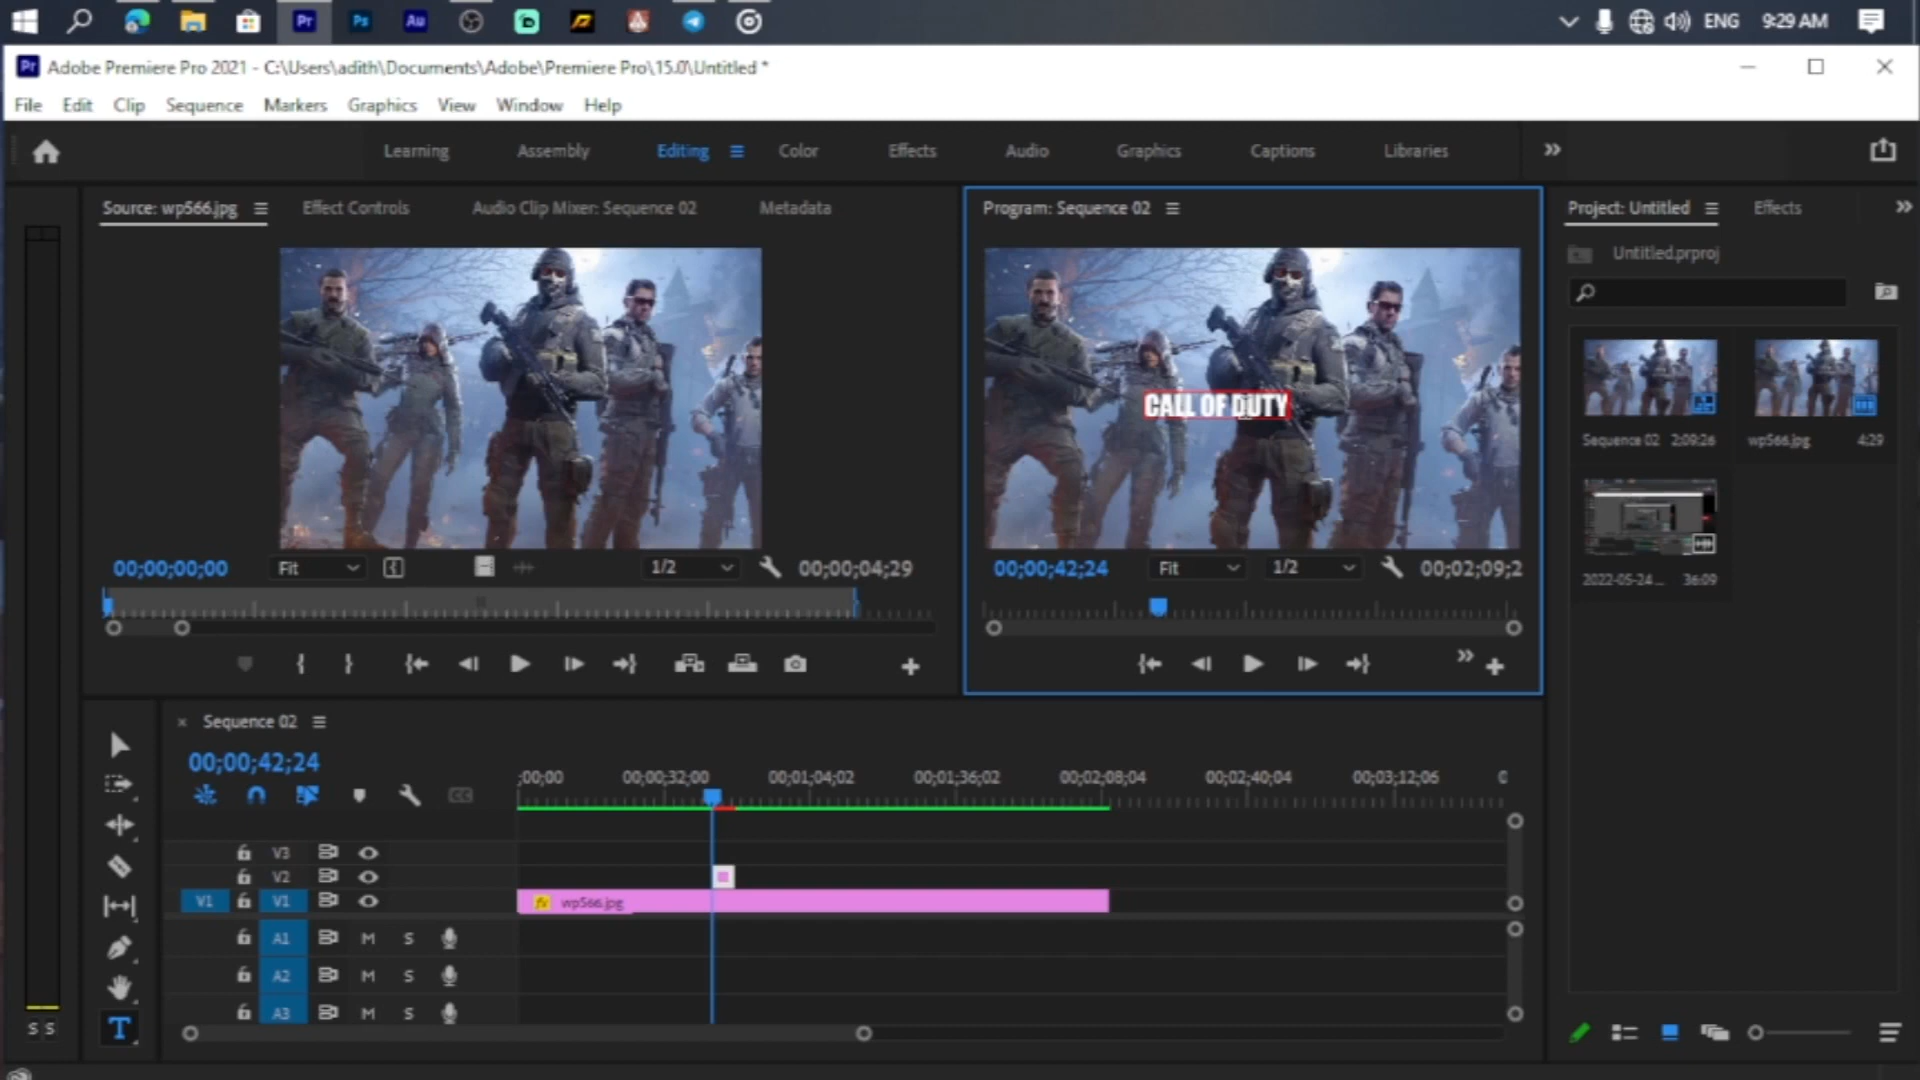 Pr Ps Au ENG 9:29 AM
Pr Adobe Premiere Pro 2021 - C:\Users\adith\Documents\Adobe\Premiere Pro\15.0\Untitled *
File Edit Clip Sequence Markers Graphics View Window Help
Learning Assembly Editing Color Effects Audio Graphics Captions Libraries
Source: wp566.jpg Effect Controls Audio Clip Mixer: Sequence 02 Metadata Program: Sequence 02 Project: Untitled Effects
Untitled.prproj
CALL OF DUTY
Sequence 02 2:09:26 wp566.jpg 4:29
00;00;00;00 Fit 1/2 00;00;04;29 00;00;42;24 Fit 1/2 00;02;09;2
2022-05-24... 36:09
Sequence 02
00;00;42;24
;00;00 00;00;32;00 00;01;04;02 00;01;36;02 00;02;08;04 00;02;40;04 00;03;12;06 0
V3
V2
V1 V1 fx wp566.jpg
A1 M S
A2 M S
A3 M S
S S T